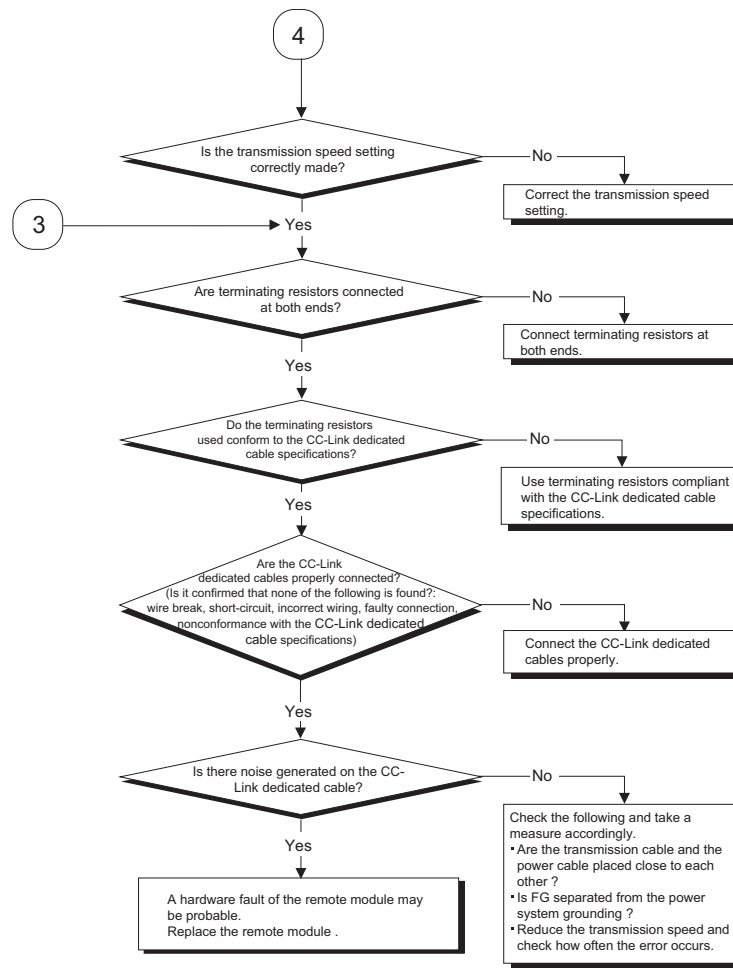 4
Is the transmission speed setting
correctly made?
No
Correct the transmission speed
setting.
3
Yes
Are terminating resistors connected
at both ends?
No
Connect terminating resistors at
both ends.
Yes
Do the terminating resistors
used conform to the CC-Link dedicated
cable specifications?
No
Use terminating resistors compliant
with the CC-Link dedicated cable
specifications.
Yes
Are the CC-Link
dedicated cables properly connected?
(Is it confirmed that none of the following is found?:
wire break, short-circuit, incorrect wiring, faulty connection,
nonconformance with the CC-Link dedicated
cable specifications)
No
Connect the CC-Link dedicated
cables properly.
Yes
Is there noise generated on the CC-
Link dedicated cable?
No
Check the following and take a
measure accordingly.
▪ Are the transmission cable and the
power cable placed close to each
other ?
▪ Is FG separated from the power
system grounding ?
▪ Reduce the transmission speed and
check how often the error occurs.
Yes
A hardware fault of the remote module may
be probable.
Replace the remote module .